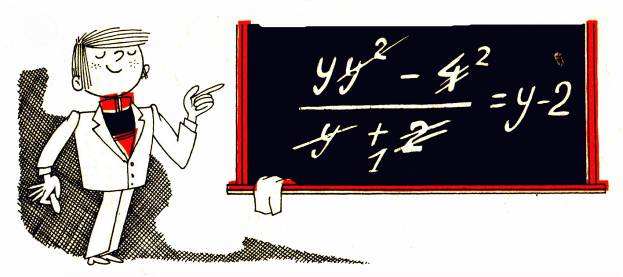 yy² - 4²
y + 2 = y-2
1